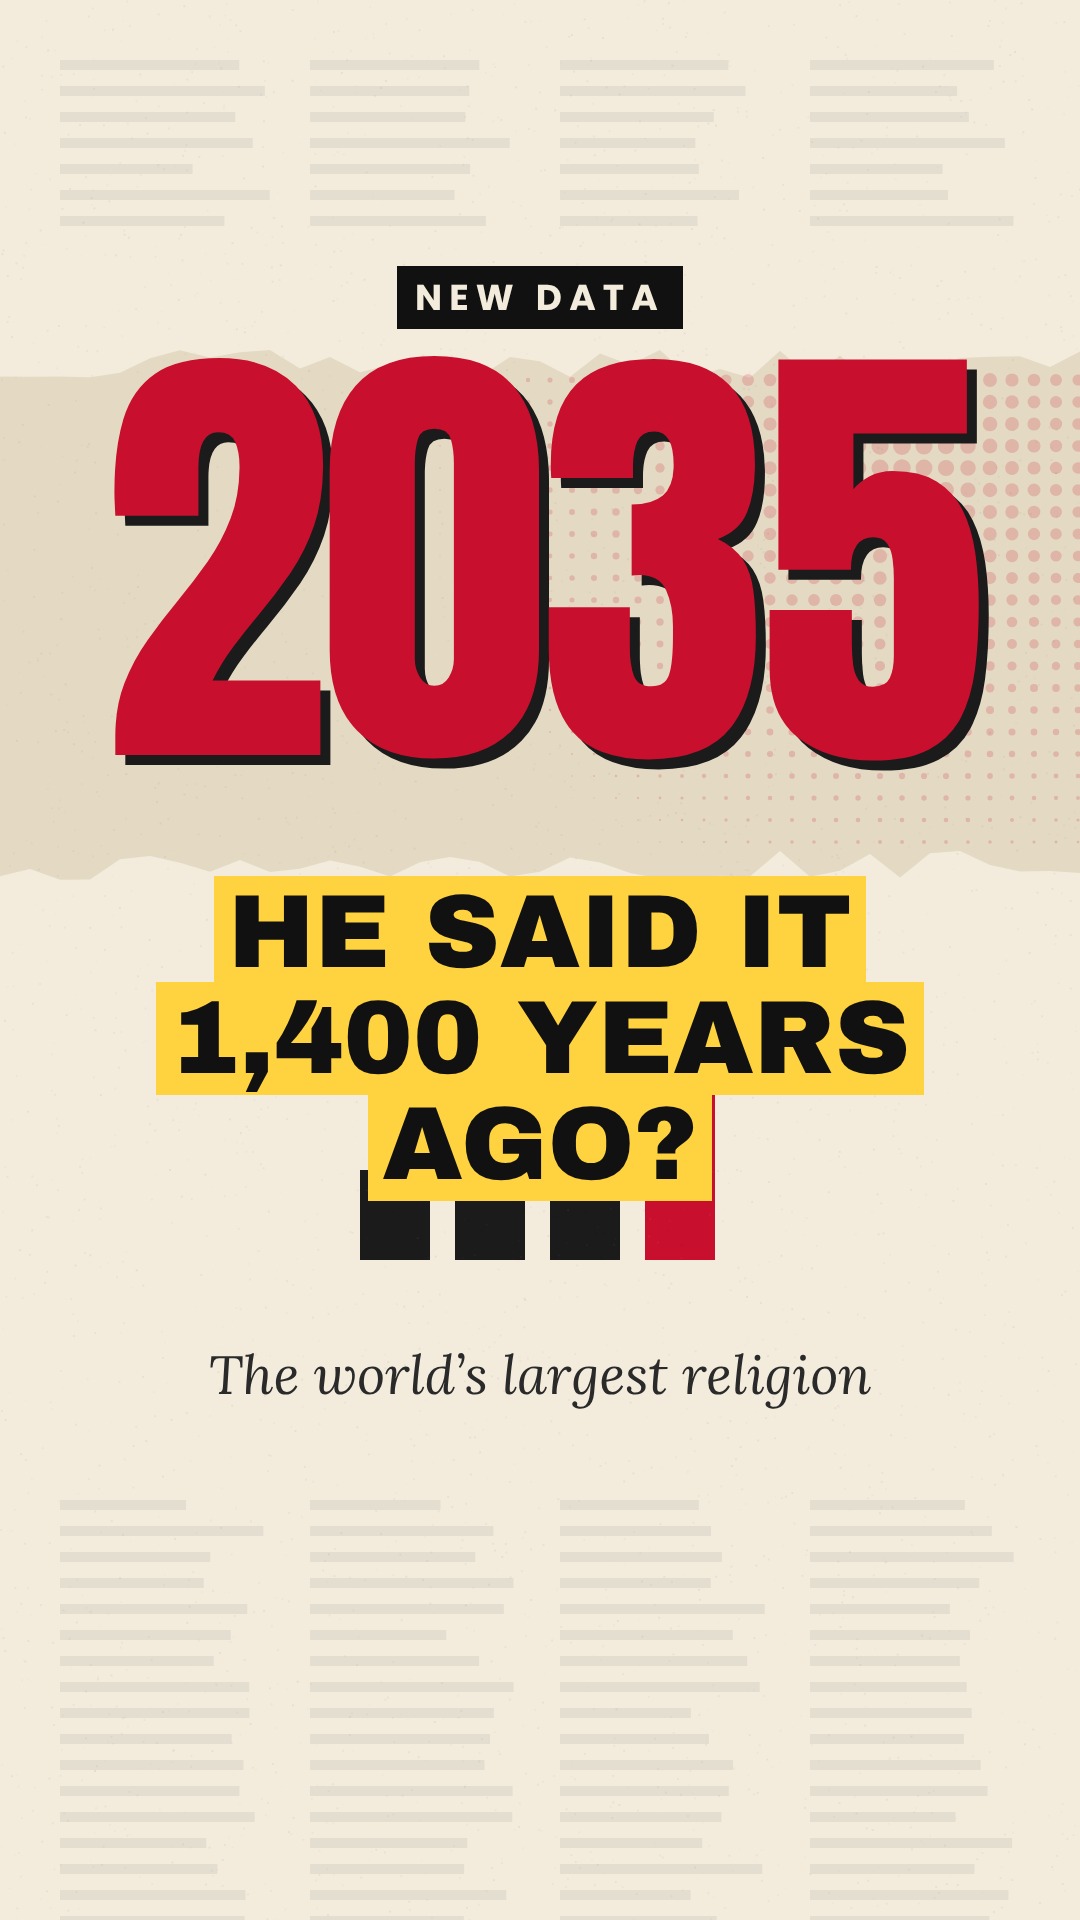 NEW DATA
2035
HE SAID IT
1,400 YEARS
AGO?
The world’s largest religion